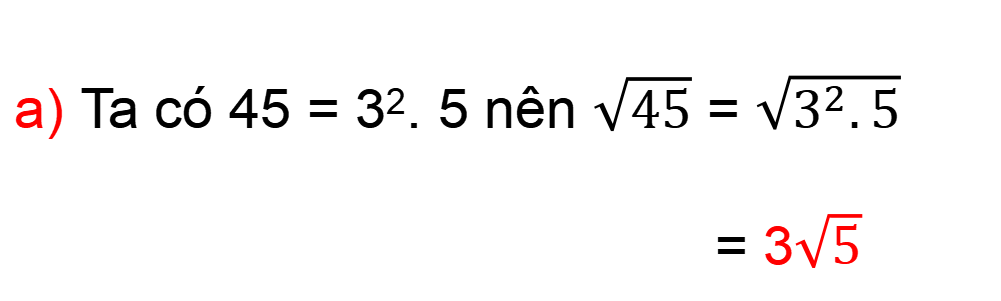 a) Ta có 45 = 3². 5 nên √45 = √3². 5
= 3√5